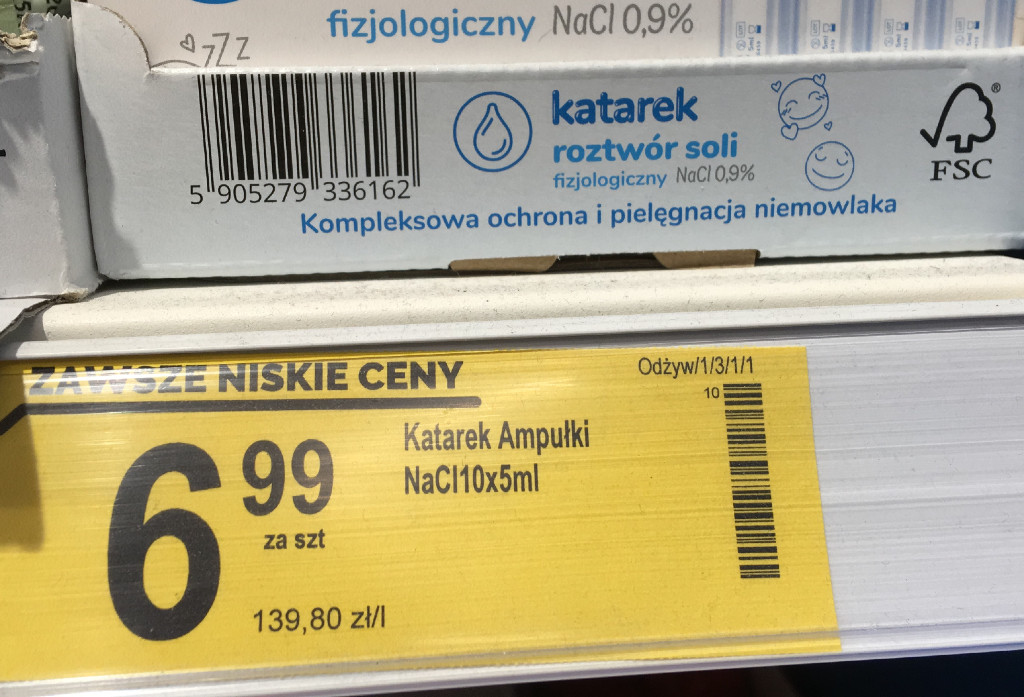 fizjologiczny NaCl 0,9%
zZZ
5 905279 336162
katarek
roztwór soli
fizjologiczny NaCl 0,9%
Kompleksowa ochrona i pielęgnacja niemowlaka
FSC
®
ZAWSZE NISKIE CENY
Odżyw/1/3/1/1
10
6 99
za szt
Katarek Ampułki
NaCl10x5ml
139,80 zł/l